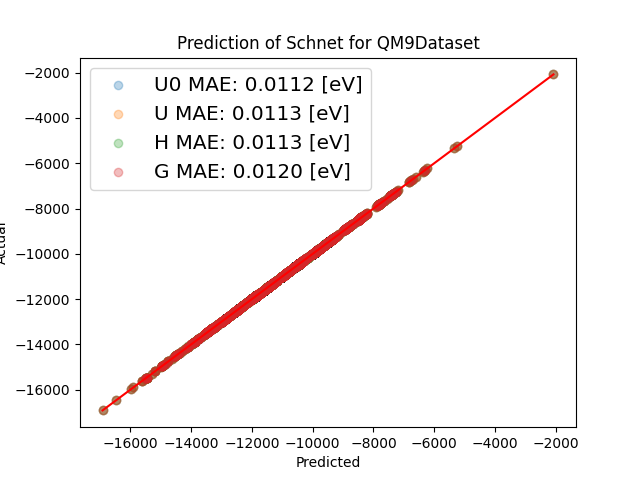 Prediction of Schnet for QM9Dataset
U0 MAE: 0.0112 [eV]
U MAE: 0.0113 [eV]
H MAE: 0.0113 [eV]
G MAE: 0.0120 [eV]
−2000
−4000
−6000
−8000
−10000
−12000
−14000
−16000
Actual
−16000 −14000 −12000 −10000 −8000 −6000 −4000 −2000
Predicted